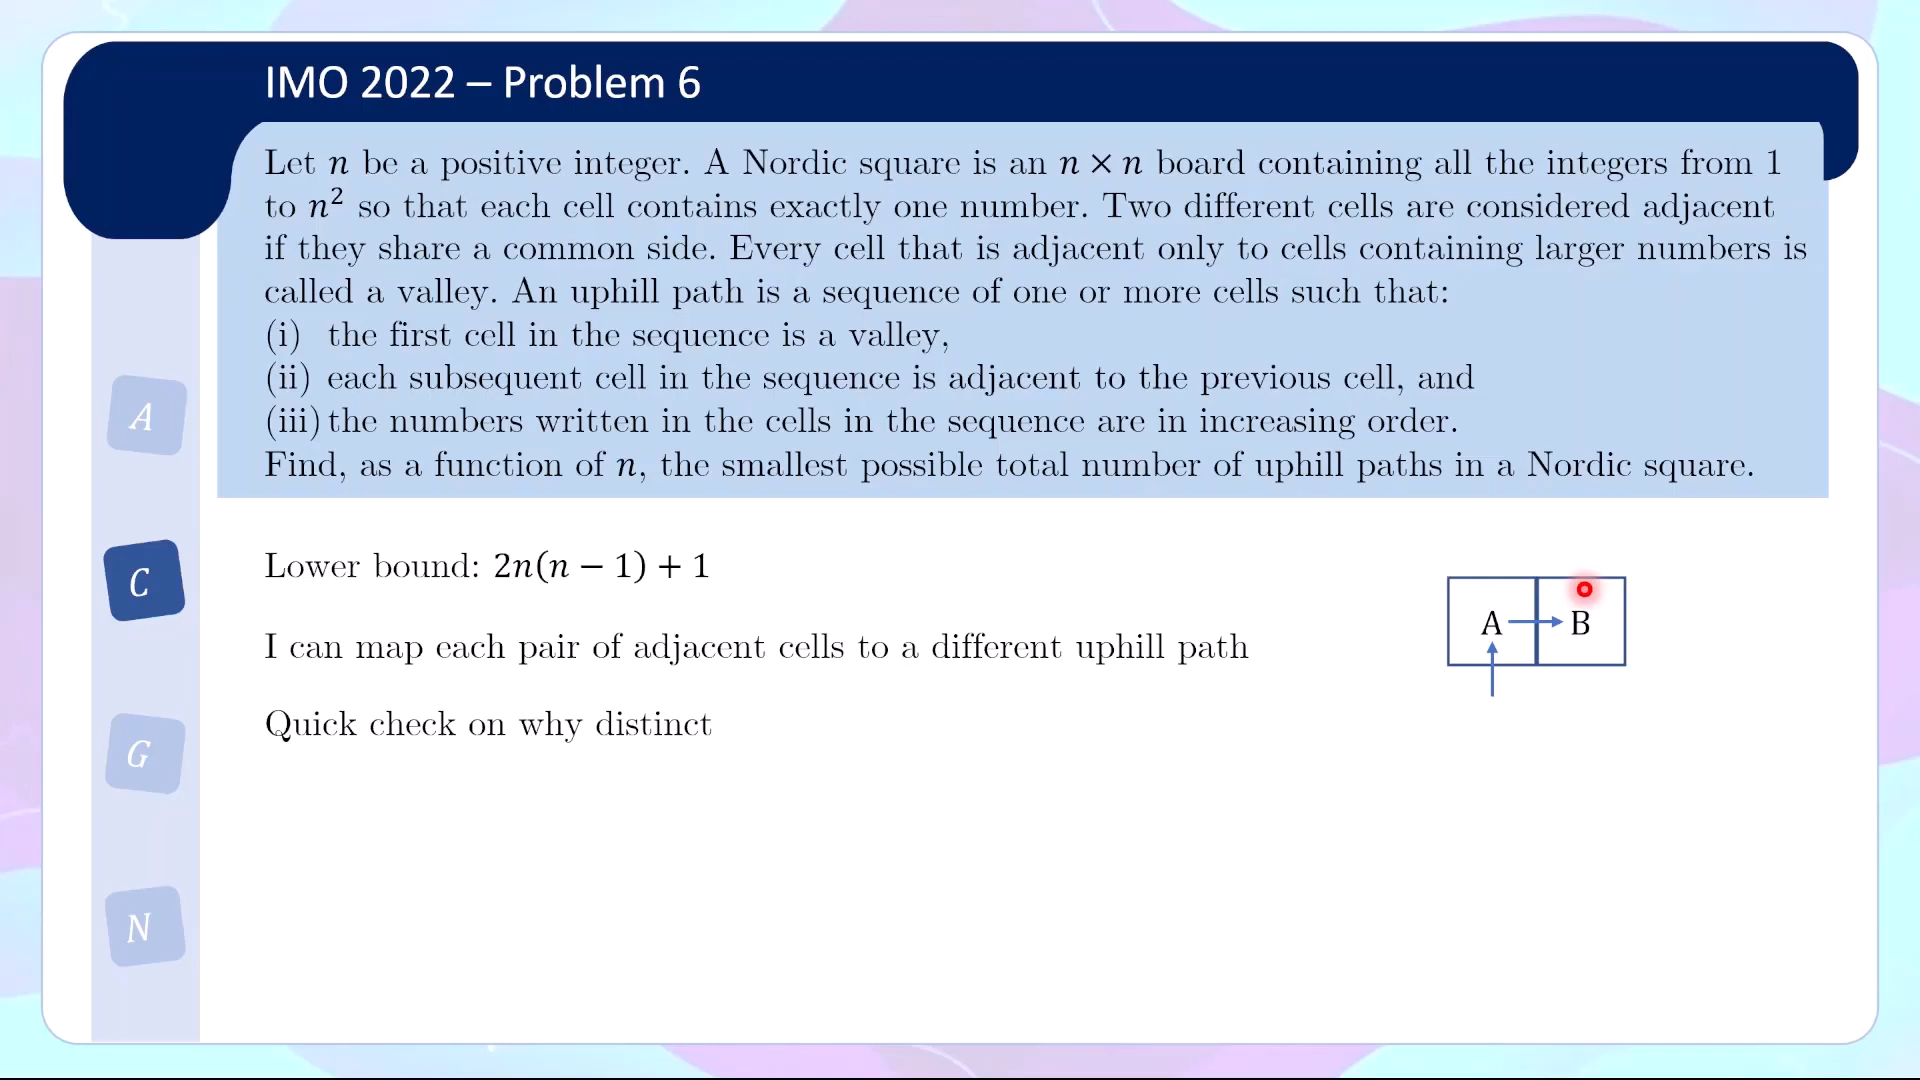 IMO 2022 – Problem 6
Let n be a positive integer. A Nordic square is an n × n board containing all the integers from 1
to n² so that each cell contains exactly one number. Two different cells are considered adjacent
if they share a common side. Every cell that is adjacent only to cells containing larger numbers is
called a valley. An uphill path is a sequence of one or more cells such that:
(i) the first cell in the sequence is a valley,
(ii) each subsequent cell in the sequence is adjacent to the previous cell, and
(iii) the numbers written in the cells in the sequence are in increasing order.
Find, as a function of n, the smallest possible total number of uphill paths in a Nordic square.
A
C
G
N
Lower bound: 2n(n − 1) + 1
I can map each pair of adjacent cells to a different uphill path
Quick check on why distinct
A B